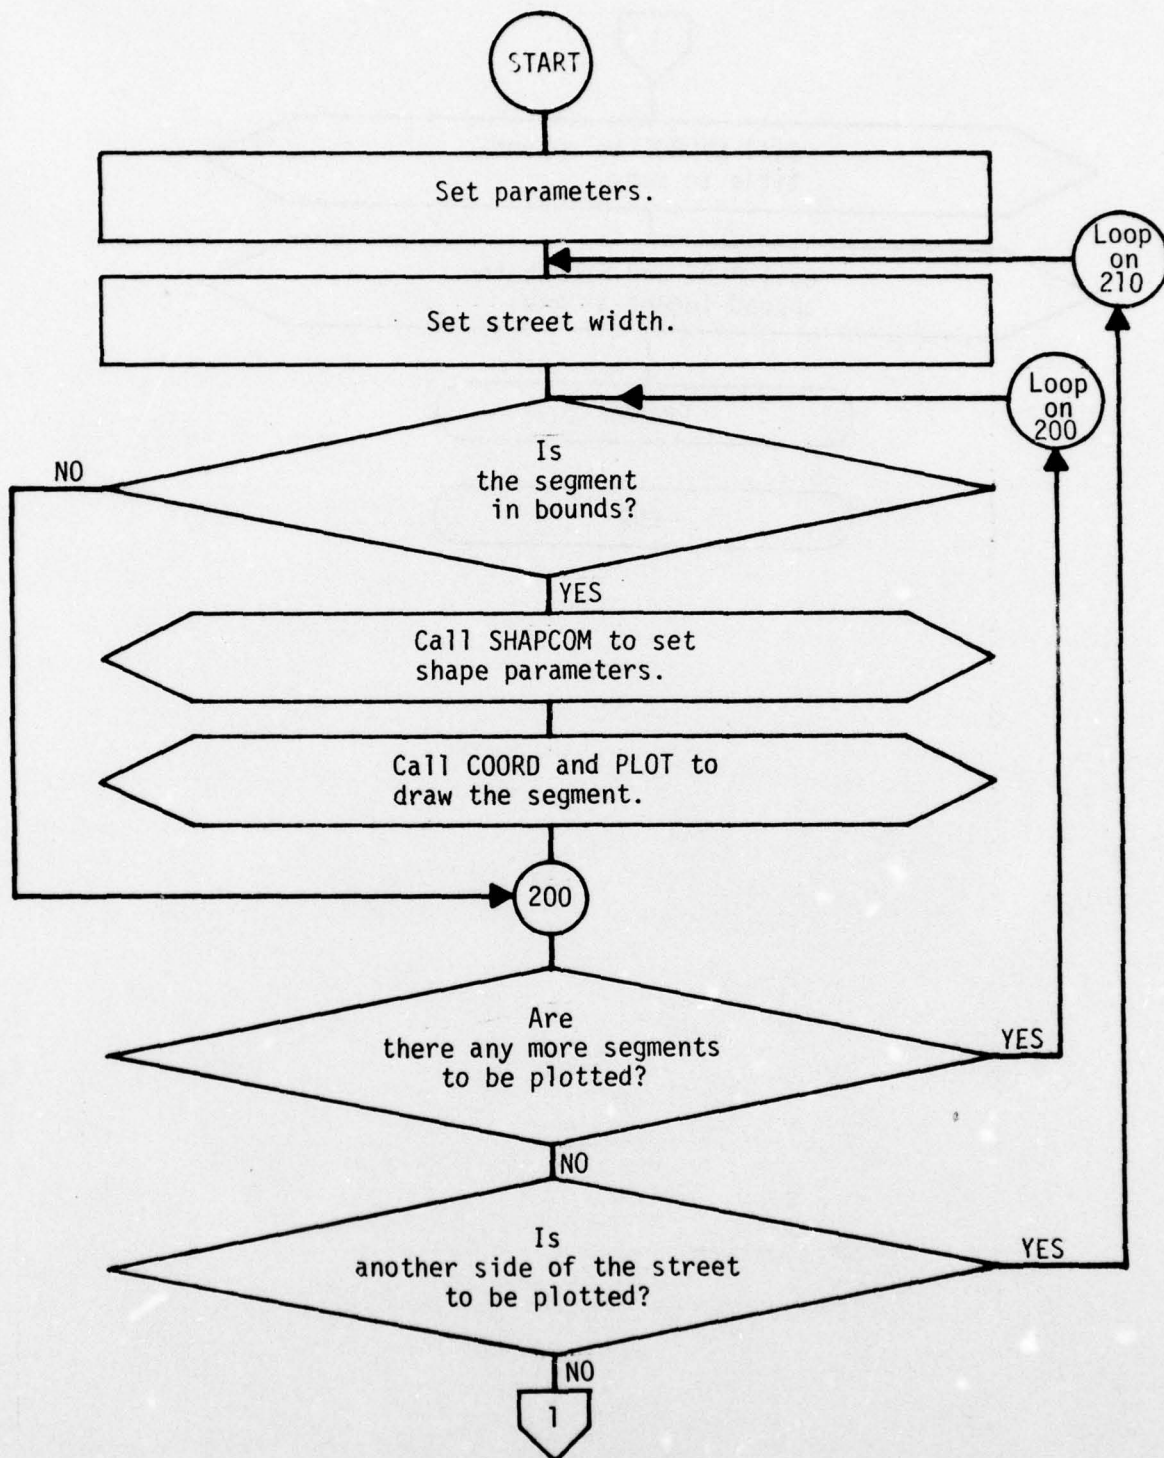 START
Set parameters.
Loop
on
210
Set street width.
Loop
on
200
Is
the segment
in bounds?
NO
YES
Call SHAPCOM to set
shape parameters.
Call COORD and PLOT to
draw the segment.
200
Are
there any more segments
to be plotted?
YES
NO
Is
another side of the street
to be plotted?
YES
NO
1